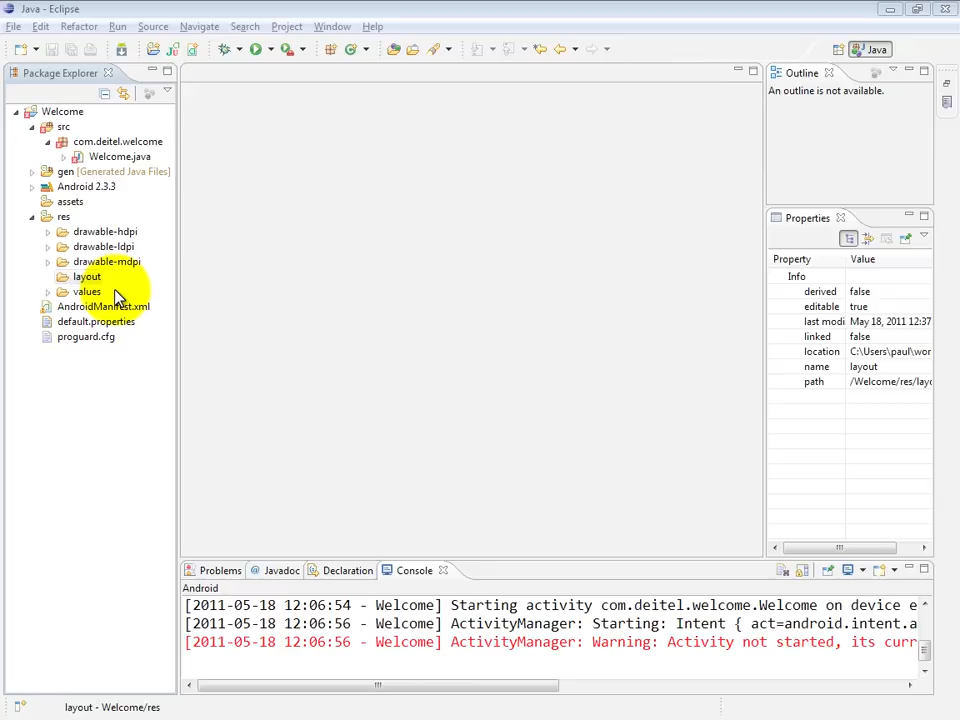 Java - Eclipse
File Edit Refactor Run Source Navigate Search Project Window Help
Java
Package Explorer
Outline
An outline is not available.
Welcome
src
com.deitel.welcome
Welcome.java
gen [Generated Java Files]
Android 2.3.3
assets
res
drawable-hdpi
drawable-ldpi
drawable-mdpi
layout
values
AndroidManifest.xml
default.properties
proguard.cfg
Properties
Property Value
Info
derived false
editable true
last modi May 18, 2011 12:37
linked false
location C:\Users\paul\wor
name layout
path /Welcome/res/layo
Problems Javadoc Declaration Console
Android
[2011-05-18 12:06:54 - Welcome] Starting activity com.deitel.welcome.Welcome on device e
[2011-05-18 12:06:56 - Welcome] ActivityManager: Starting: Intent { act=android.intent.a
[2011-05-18 12:06:56 - Welcome] ActivityManager: Warning: Activity not started, its curr
layout - Welcome/res